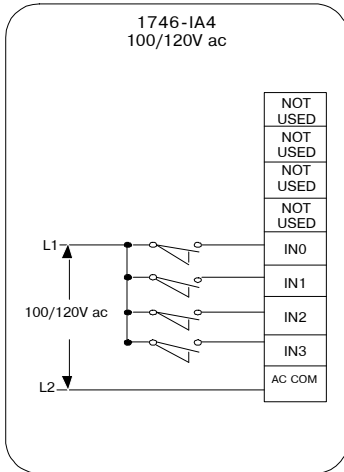 1746-IA4
100/120V ac
NOT
USED
NOT
USED
NOT
USED
NOT
USED
L1
IN0
IN1
100/120V ac
IN2
IN3
L2
AC COM